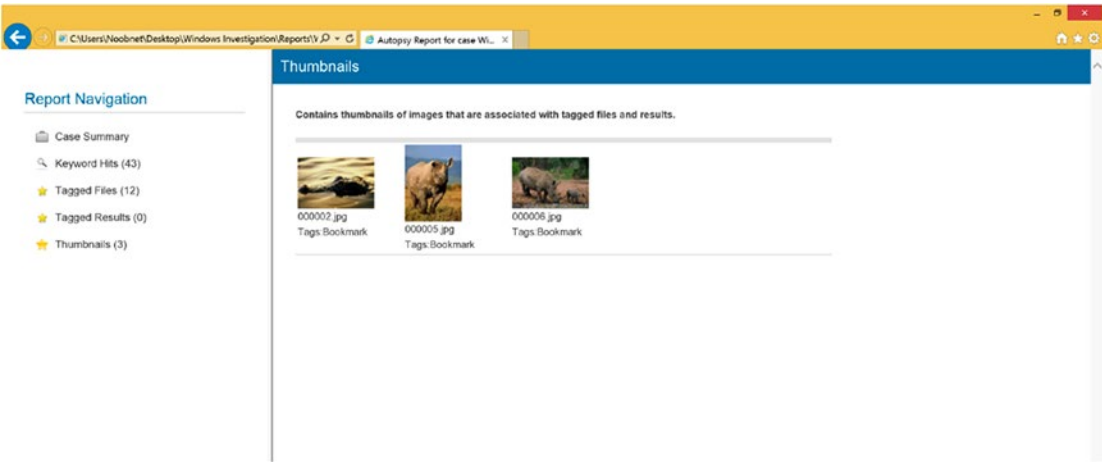 C:\Users\Noobnet\Desktop\Windows Investigation\Reports\
Autopsy Report for case Wi...
Thumbnails
Report Navigation
Case Summary
Keyword Hits (43)
Tagged Files (12)
Tagged Results (0)
Thumbnails (3)
Contains thumbnails of images that are associated with tagged files and results.
000002.jpg
Tags:Bookmark
000005.jpg
Tags:Bookmark
000006.jpg
Tags:Bookmark